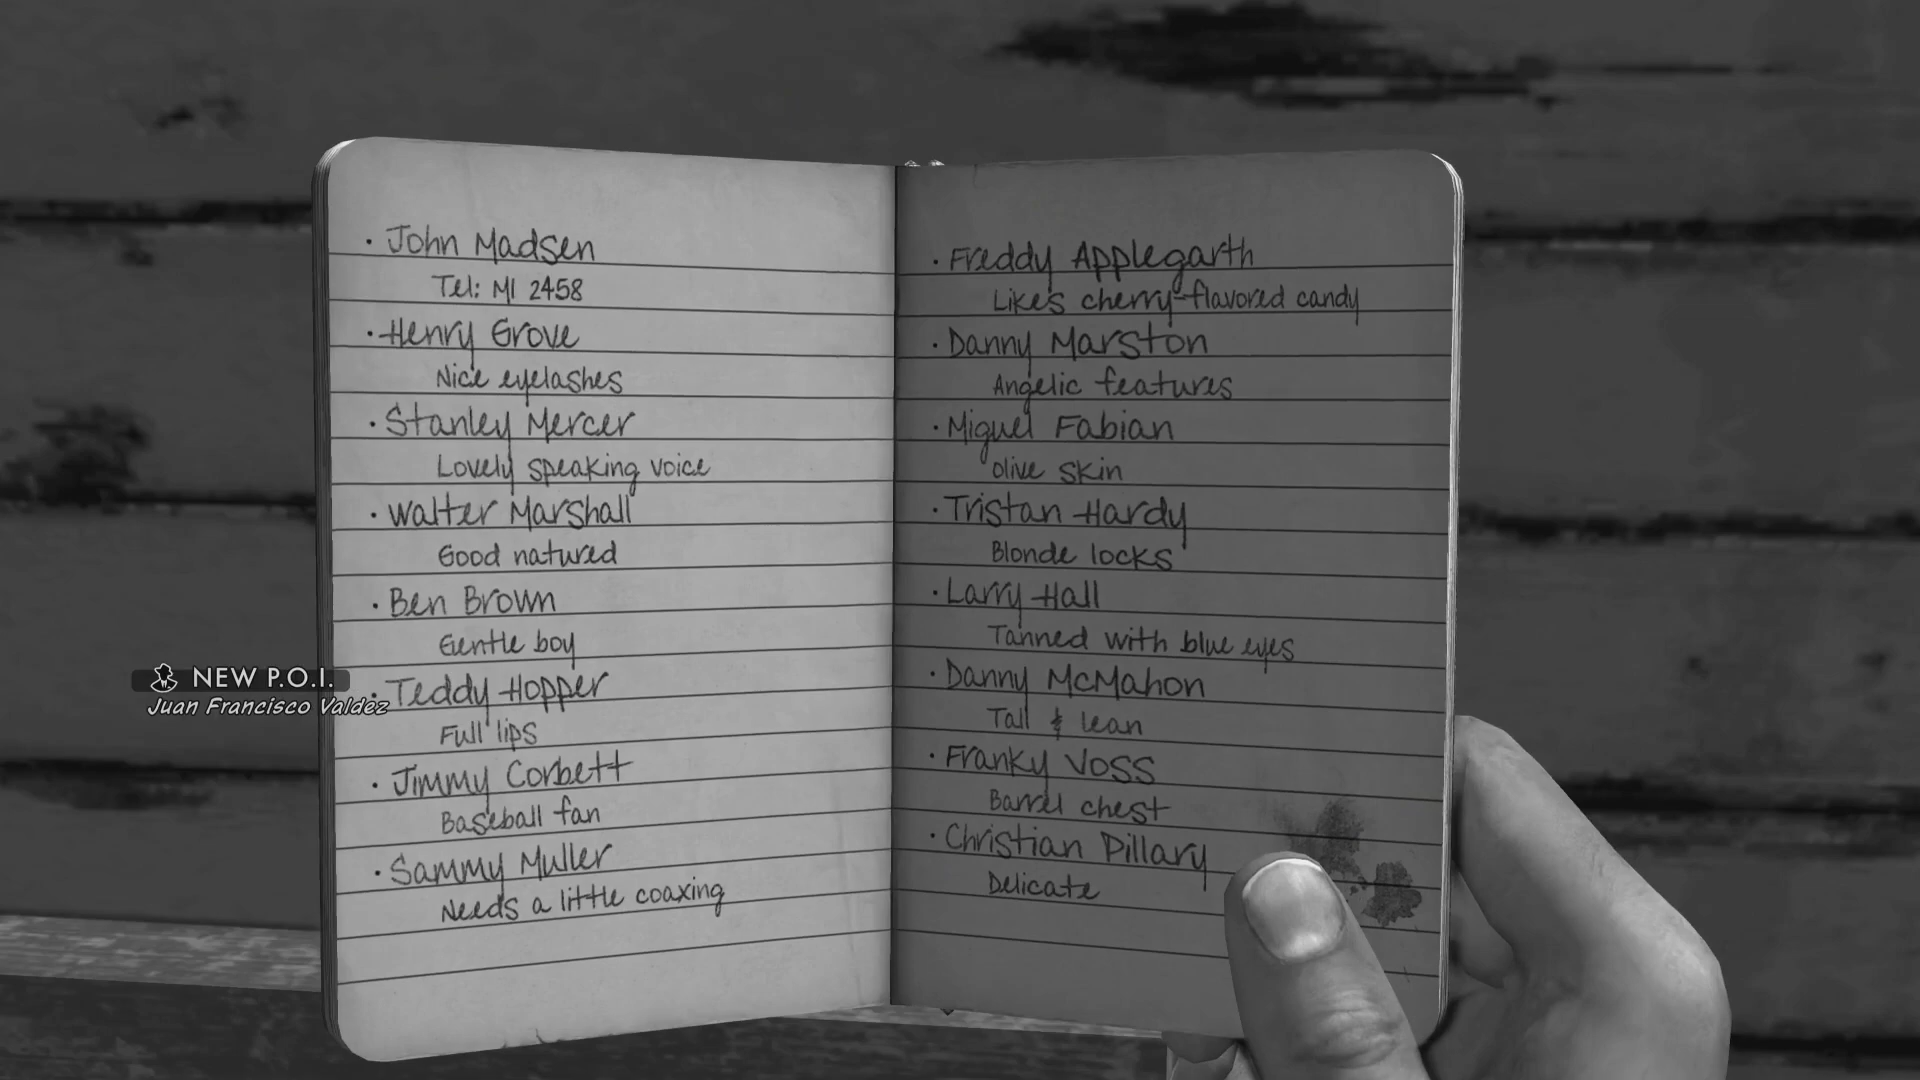 · John Madsen
Tel: MI 2458
· Henry Grove
Nice eyelashes
· Stanley Mercer
Lovely speaking voice
· Walter Marshall
Good natured
· Ben Brown
Gentle boy
· Teddy Hopper
Full lips
· Jimmy Corbett
Baseball fan
· Sammy Muller
Needs a little coaxing
· Freddy Applegarth
Likes cherry-flavored candy
· Danny Marston
Angelic features
· Miguel Fabian
olive skin
· Tristan Hardy
Blonde locks
· Larry Hall
Tanned with blue eyes
· Danny McMahon
Tall & lean
· Franky Voss
Barrel chest
· Christian Dillary
Delicate
NEW P.O.I.
Juan Francisco Valdez